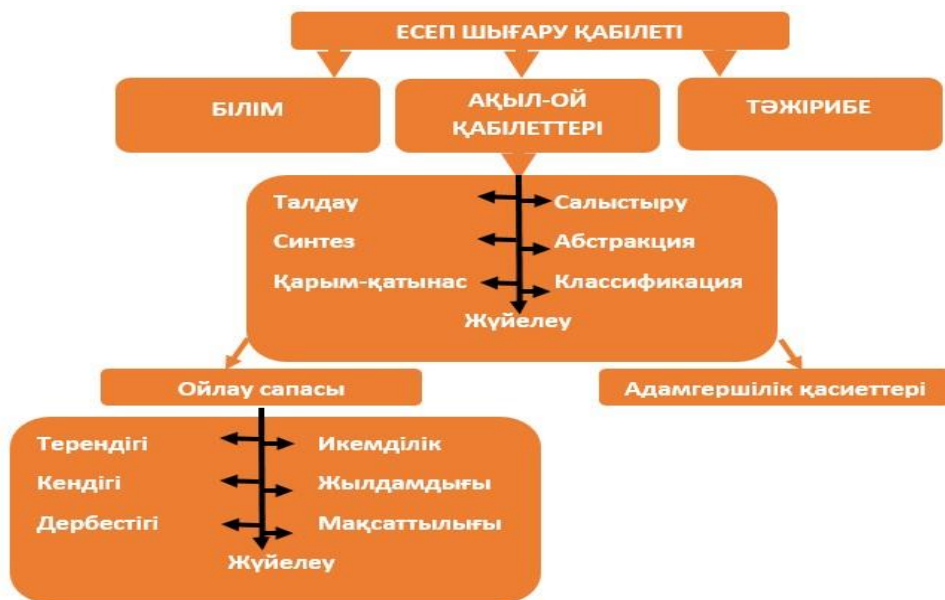 ЕСЕП ШЫҒАРУ ҚАБІЛЕТІ
БІЛІМ
АҚЫЛ-ОЙ
ҚАБІЛЕТТЕРІ
ТӘЖІРИБЕ
Талдау
Салыстыру
Синтез
Абстракция
Қарым-қатынас
Классификация
Жүйелеу
Ойлау сапасы
Адамгершілік қасиеттері
Терендігі
Икемділік
Кендігі
Жылдамдығы
Дербестігі
Мақсаттылығы
Жүйелеу